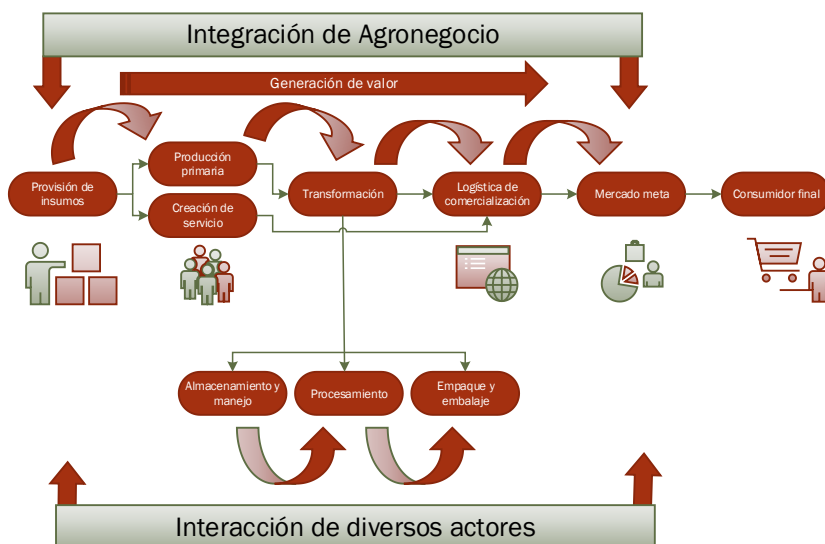 Integración de Agronegocio
Generación de valor
Producción
primaria
Provisión de
insumos
Creación de
servicio
Transformación
Logística de
comercialización
Mercado meta
Consumidor final
Almacenamiento y
manejo
Procesamiento
Empaque y
embalaje
Interacción de diversos actores